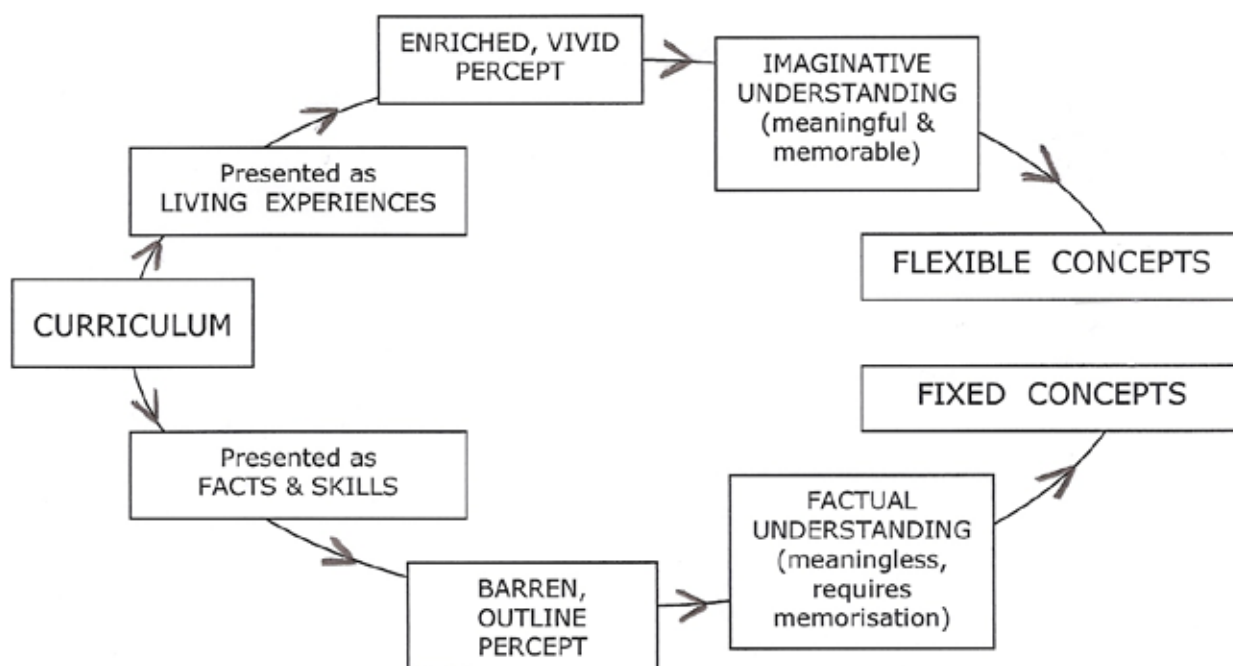 ENRICHED, VIVID
PERCEPT
IMAGINATIVE
UNDERSTANDING
(meaningful &
memorable)
Presented as
LIVING EXPERIENCES
FLEXIBLE CONCEPTS
CURRICULUM
FIXED CONCEPTS
Presented as
FACTS & SKILLS
FACTUAL
UNDERSTANDING
(meaningless,
requires
memorisation)
BARREN,
OUTLINE
PERCEPT